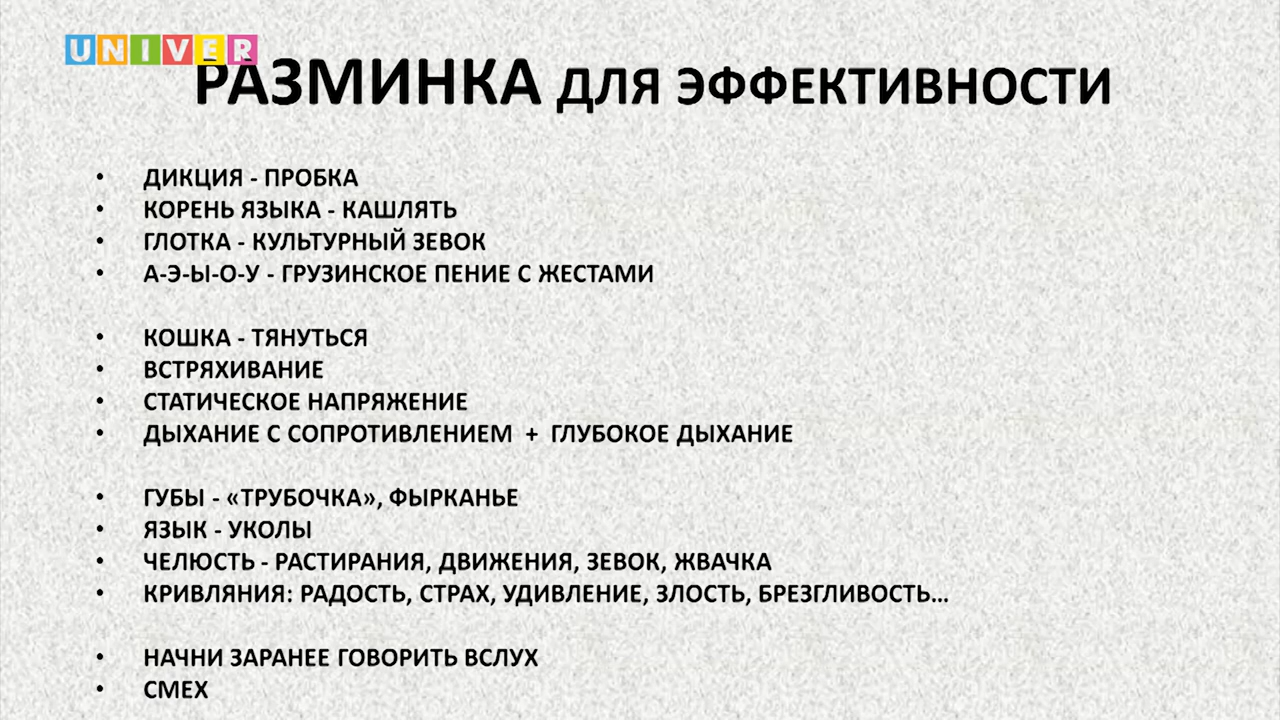 UNIVER
РАЗМИНКА ДЛЯ ЭФФЕКТИВНОСТИ
• ДИКЦИЯ - ПРОБКА
• КОРЕНЬ ЯЗЫКА - КАШЛЯТЬ
• ГЛОТКА - КУЛЬТУРНЫЙ ЗЕВОК
• А-Э-Ы-О-У - ГРУЗИНСКОЕ ПЕНИЕ С ЖЕСТАМИ
• КОШКА - ТЯНУТЬСЯ
• ВСТРЯХИВАНИЕ
• СТАТИЧЕСКОЕ НАПРЯЖЕНИЕ
• ДЫХАНИЕ С СОПРОТИВЛЕНИЕМ + ГЛУБОКОЕ ДЫХАНИЕ
• ГУБЫ - «ТРУБОЧКА», ФЫРКАНЬЕ
• ЯЗЫК - УКОЛЫ
• ЧЕЛЮСТЬ - РАСТИРАНИЯ, ДВИЖЕНИЯ, ЗЕВОК, ЖВАЧКА
• КРИВЛЯНИЯ: РАДОСТЬ, СТРАХ, УДИВЛЕНИЕ, ЗЛОСТЬ, БРЕЗГЛИВОСТЬ...
• НАЧНИ ЗАРАНЕЕ ГОВОРИТЬ ВСЛУХ
• СМЕХ